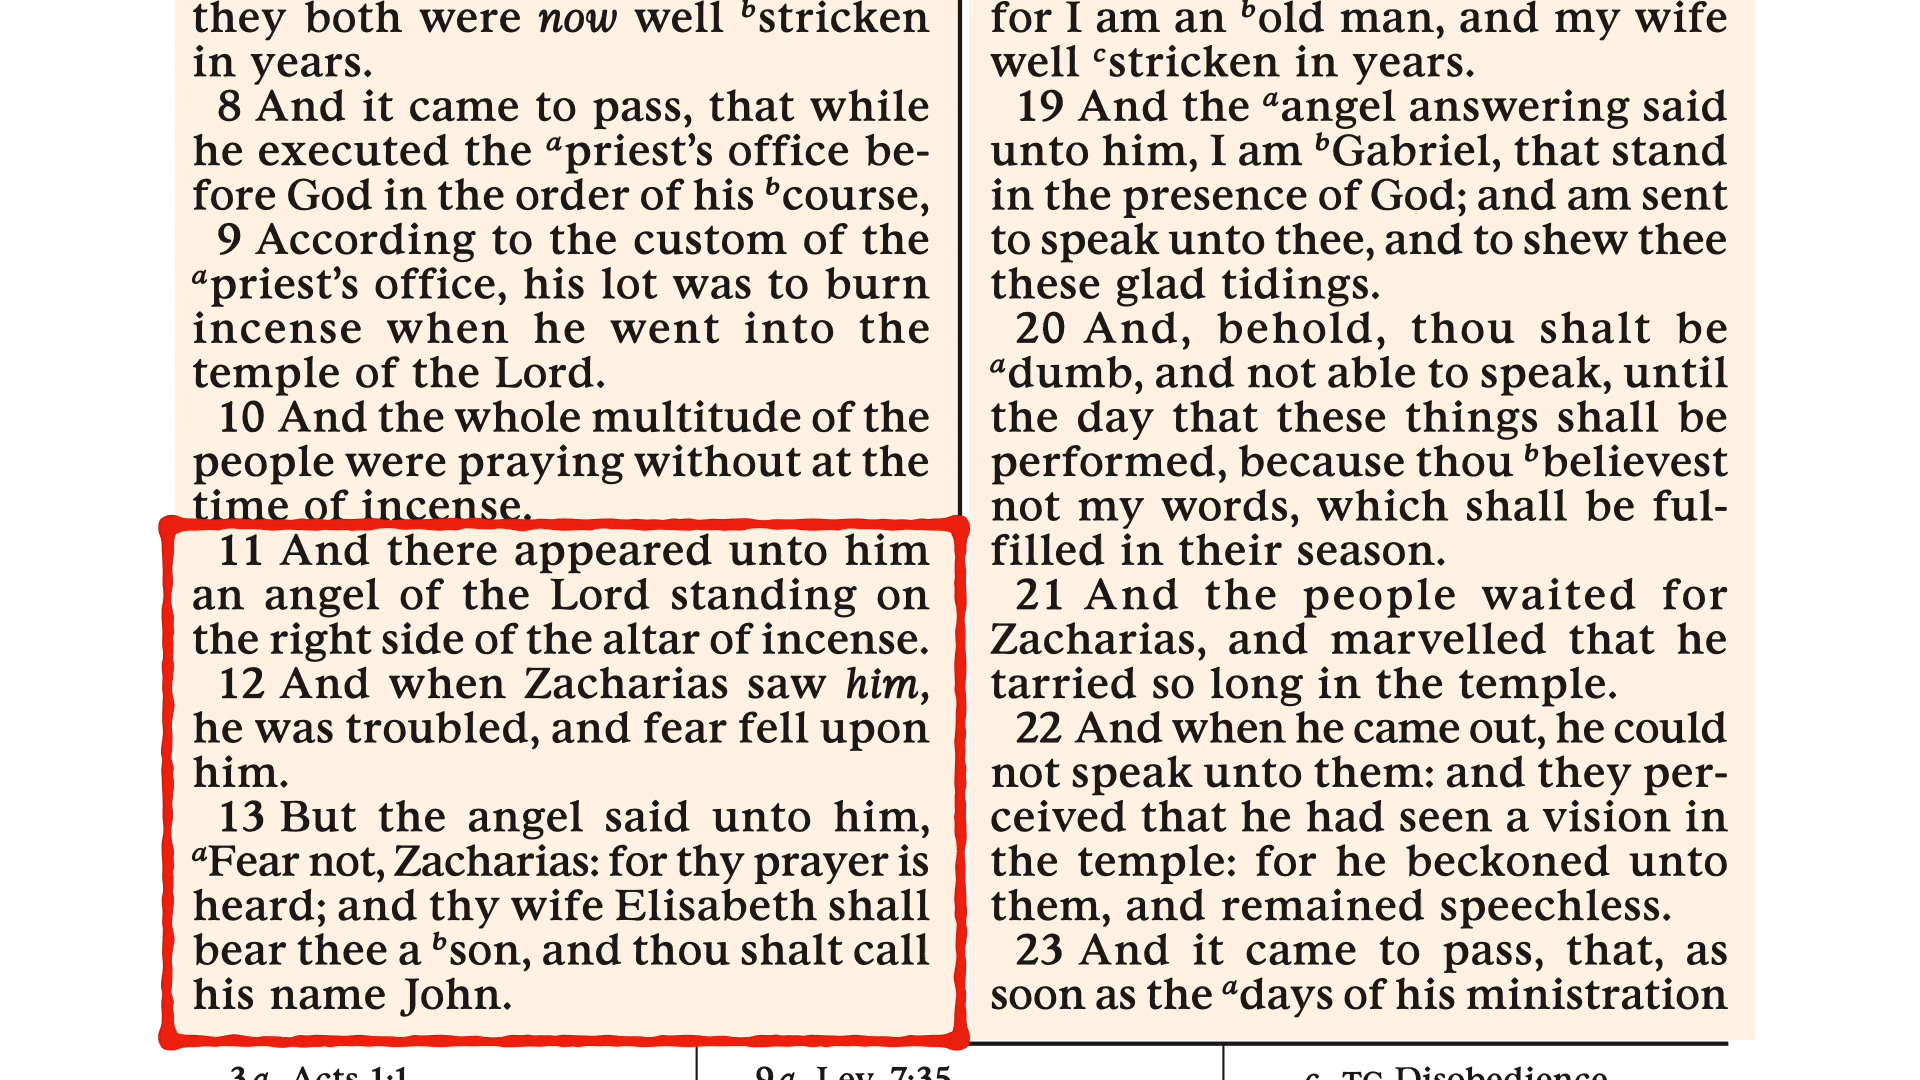 they both were now well bstricken
in years.
8 And it came to pass, that while
he executed the apriest’s office be-
fore God in the order of his bcourse,
9 According to the custom of the
apriest’s office, his lot was to burn
incense when he went into the
temple of the Lord.
10 And the whole multitude of the
people were praying without at the
time of incense.
11 And there appeared unto him
an angel of the Lord standing on
the right side of the altar of incense.
12 And when Zacharias saw him,
he was troubled, and fear fell upon
him.
13 But the angel said unto him,
aFear not, Zacharias: for thy prayer is
heard; and thy wife Elisabeth shall
bear thee a bson, and thou shalt call
his name John.
for I am an bold man, and my wife
well cstricken in years.
19 And the aangel answering said
unto him, I am bGabriel, that stand
in the presence of God; and am sent
to speak unto thee, and to shew thee
these glad tidings.
20 And, behold, thou shalt be
adumb, and not able to speak, until
the day that these things shall be
performed, because thou bbelievest
not my words, which shall be ful-
filled in their season.
21 And the people waited for
Zacharias, and marvelled that he
tarried so long in the temple.
22 And when he came out, he could
not speak unto them: and they per-
ceived that he had seen a vision in
the temple: for he beckoned unto
them, and remained speechless.
23 And it came to pass, that, as
soon as the adays of his ministration
3a Acts 1:1
9a Lev. 7:35
c TG Disobedience